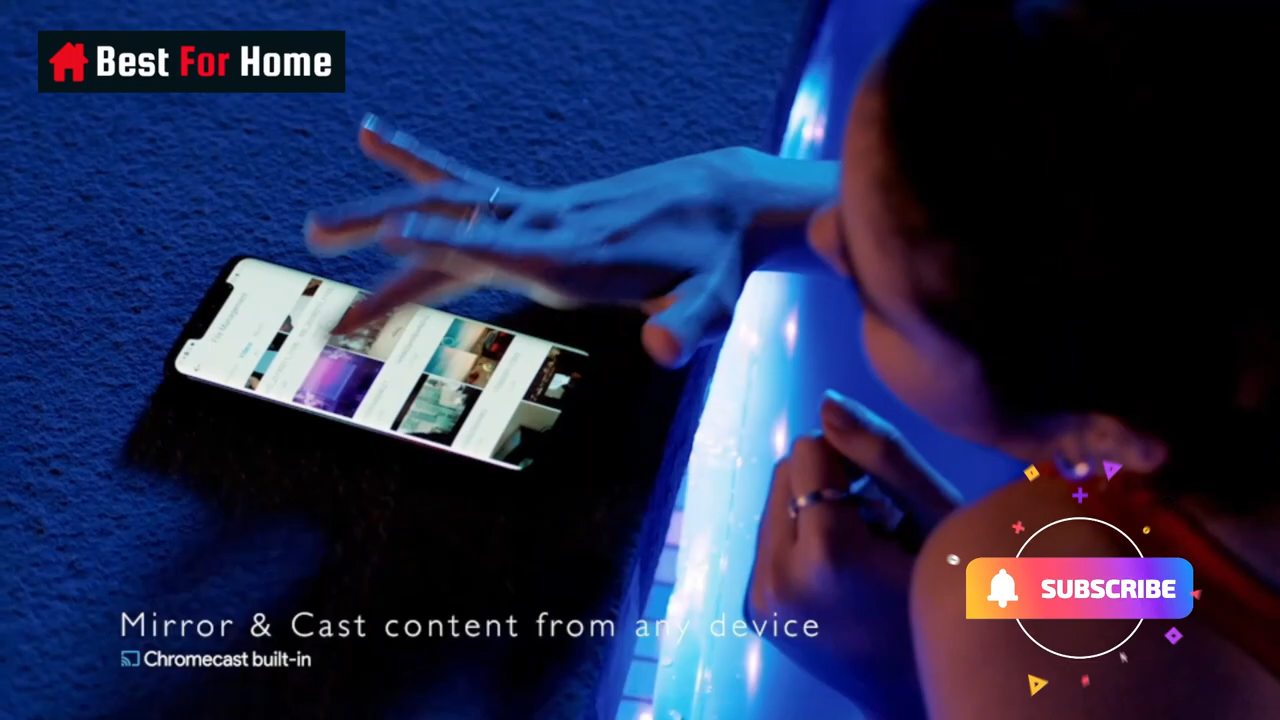 Best For Home
Mirror & Cast content from any device
Chromecast built-in
SUBSCRIBE